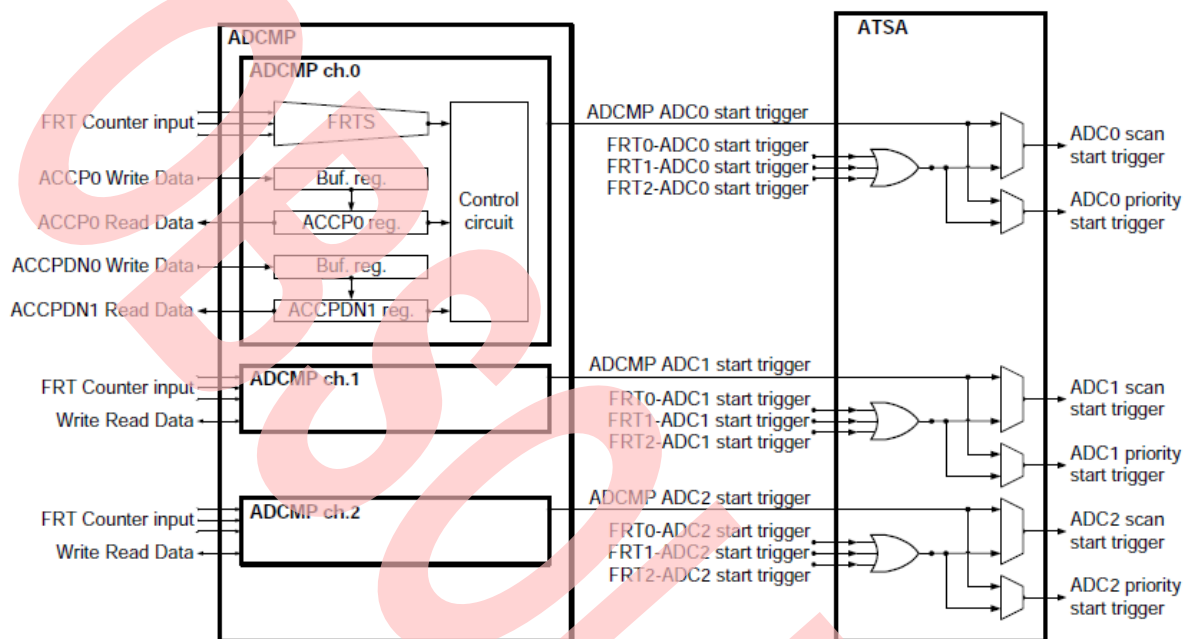 ADCMP
ADCMP ch.0
FRT Counter input
FRTS
ACCP0 Write Data
Buf. reg.
ACCP0 Read Data
ACCP0 reg.
ACCPDN0 Write Data
Buf. reg.
ACCPDN1 Read Data
ACCPDN1 reg.
Control
circuit
ADCMP ch.1
FRT Counter input
Write Read Data
ADCMP ch.2
FRT Counter input
Write Read Data
ATSA
ADCMP ADC0 start trigger
FRT0-ADC0 start trigger
FRT1-ADC0 start trigger
FRT2-ADC0 start trigger
ADC0 scan
start trigger
ADC0 priority
start trigger
ADCMP ADC1 start trigger
FRT0-ADC1 start trigger
FRT1-ADC1 start trigger
FRT2-ADC1 start trigger
ADC1 scan
start trigger
ADC1 priority
start trigger
ADCMP ADC2 start trigger
FRT0-ADC2 start trigger
FRT1-ADC2 start trigger
FRT2-ADC2 start trigger
ADC2 scan
start trigger
ADC2 priority
start trigger